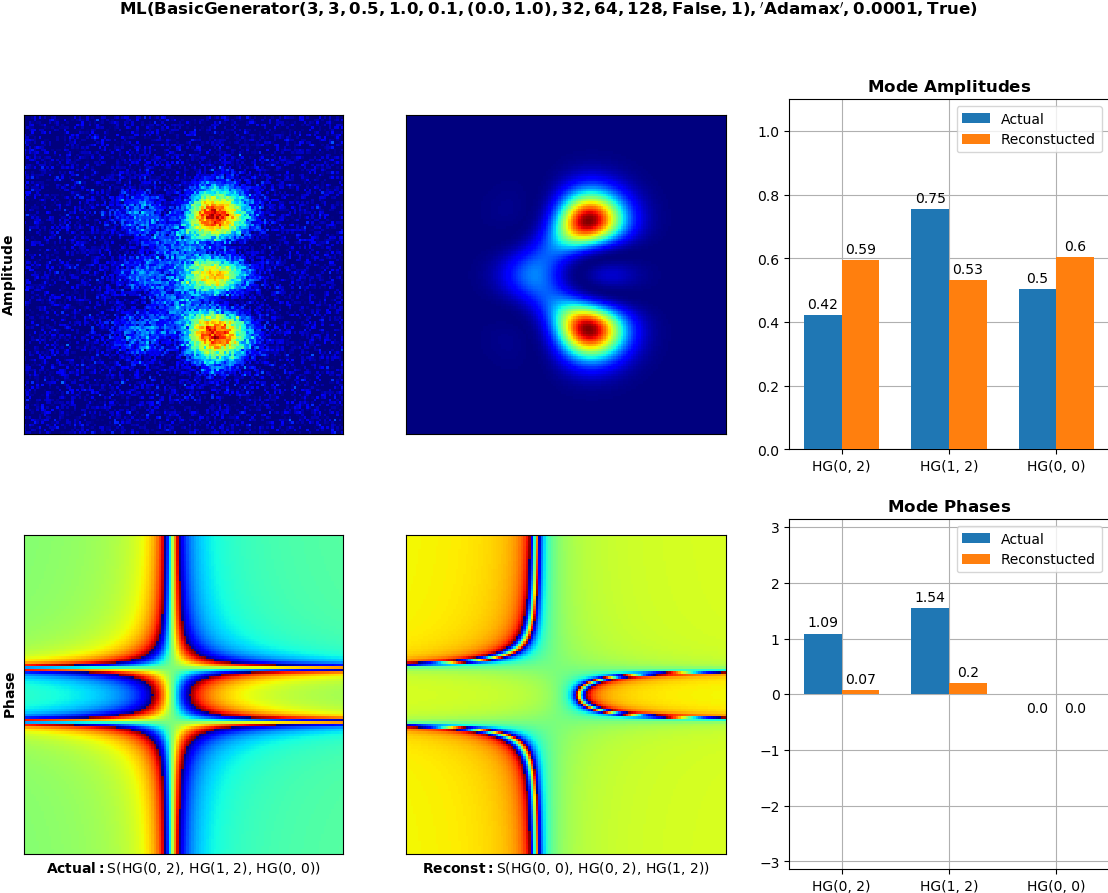 ML(BasicGenerator(3, 3, 0.5, 1.0, 0.1, (0.0, 1.0), 32, 64, 128, False, 1), 'Adamax', 0.0001, True)
Amplitude
Mode Amplitudes
Actual
Reconstucted
1.0
0.8
0.6
0.4
0.2
0.0
0.42
0.59
0.75
0.53
0.5
0.6
HG(0, 2)
HG(1, 2)
HG(0, 0)
Phase
Actual: S(HG(0, 2), HG(1, 2), HG(0, 0))
Reconst: S(HG(0, 0), HG(0, 2), HG(1, 2))
Mode Phases
Actual
Reconstucted
3
2
1
0
−1
−2
−3
1.09
0.07
1.54
0.2
0.0
0.0
HG(0, 2)
HG(1, 2)
HG(0, 0)